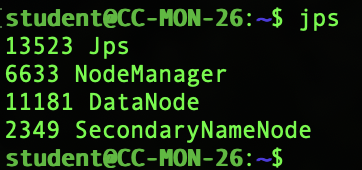 student@CC-MON-26:~$ jps
13523 Jps
6633 NodeManager
11181 DataNode
2349 SecondaryNameNode
student@CC-MON-26:~$